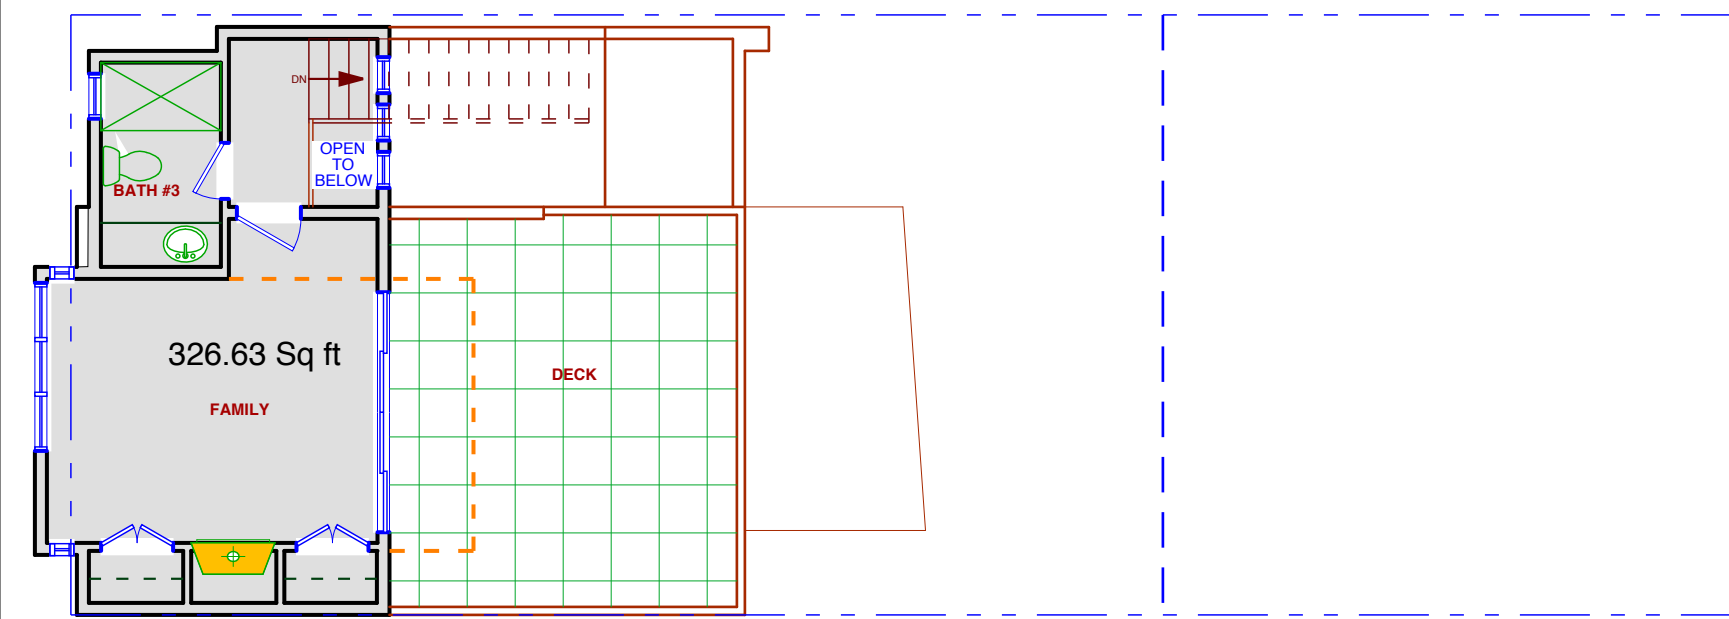 DN
OPEN
TO
BELOW
BATH #3
326.63 Sq ft
DECK
FAMILY